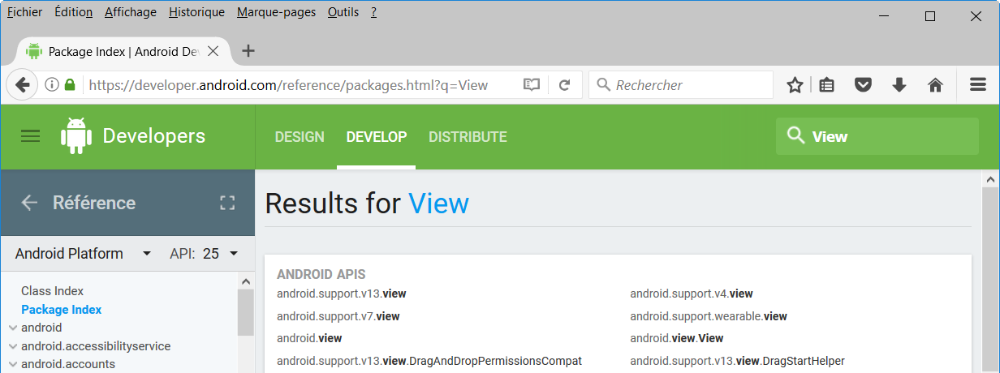 Fichier Édition Affichage Historique Marque-pages Outils ?
Package Index | Android De
https://developer.android.com/reference/packages.html?q=View
Rechercher
Developers DESIGN DEVELOP DISTRIBUTE View
Référence
Results for View
Android Platform API: 25
ANDROID APIS
Class Index
Package Index
android
android.accessibilityservice
android.accounts
android.support.v13.view android.support.v4.view
android.support.v7.view android.support.wearable.view
android.view android.view.View
android.support.v13.view.DragAndDropPermissionsCompat android.support.v13.view.DragStartHelper